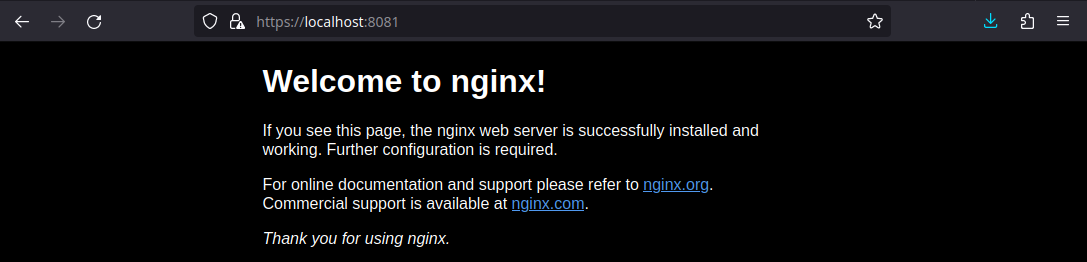 https://localhost:8081
Welcome to nginx!
If you see this page, the nginx web server is successfully installed and
working. Further configuration is required.
For online documentation and support please refer to nginx.org.
Commercial support is available at nginx.com.
Thank you for using nginx.